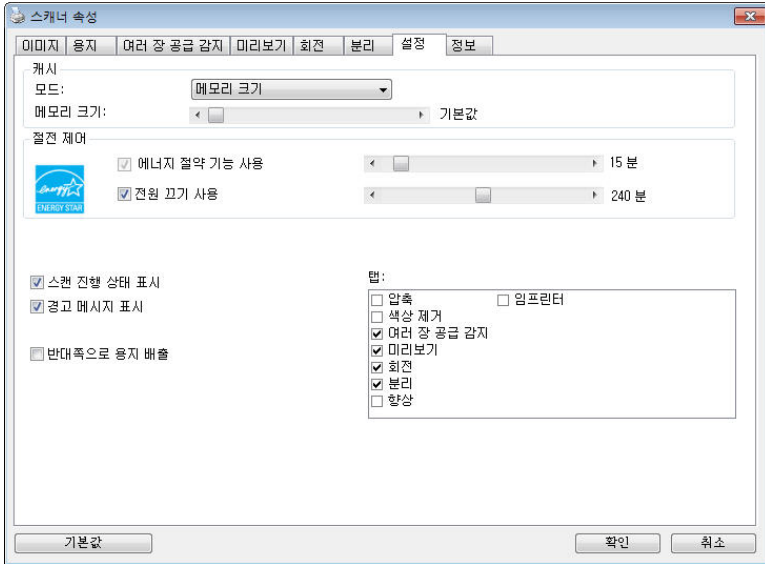 스캐너 속성
이미지 용지 여러 장 공급 감지 미리보기 회전 분리 설정 정보
캐시
모드: 메모리 크기
메모리 크기: 기본값
절전 제어
에너지 절약 기능 사용 15 분
전원 끄기 사용 240 분
energy
ENERGY STAR
스캔 진행 상태 표시
경고 메시지 표시
반대쪽으로 용지 배출
탭:
압축 임프린터
색상 제거
여러 장 공급 감지
미리보기
회전
분리
향상
기본값 확인 취소